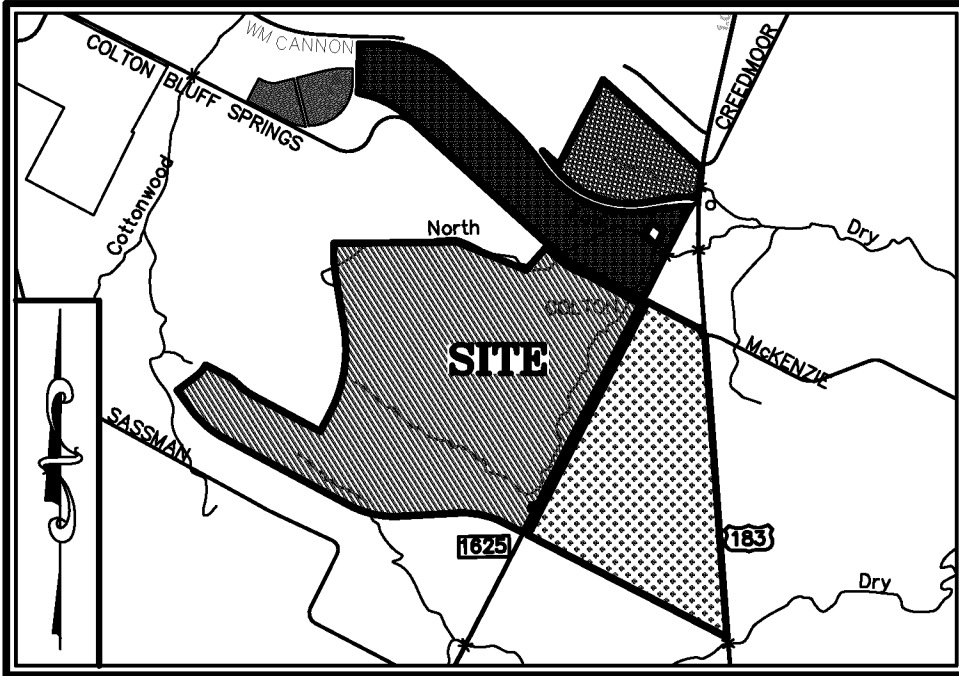 WM CANNON
COLTON BLUFF SPRINGS
CREEDMOOR
Cottonwood
North
Dry
COLTON
McKENZIE
SITE
SASSMAN
1625
183
Dry